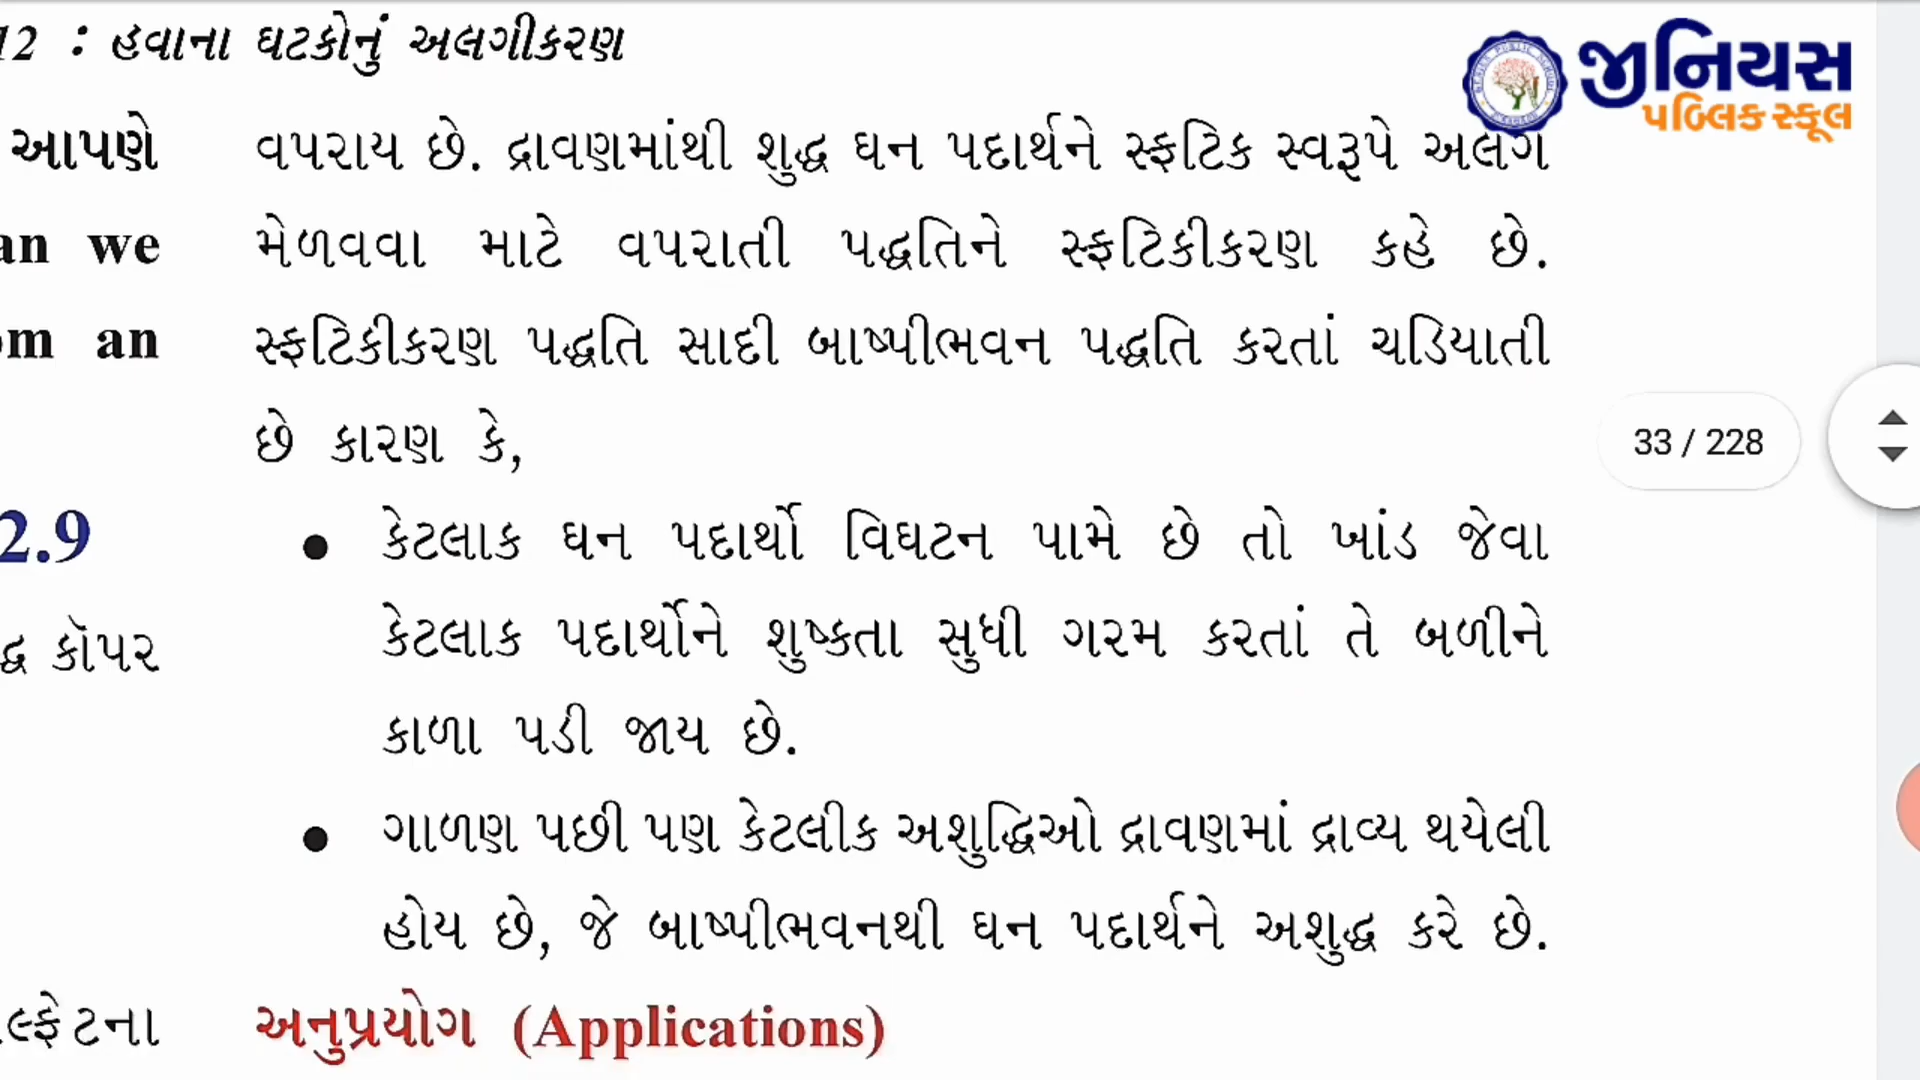 12 : હવાના ઘટકોનું અલગીકરણ
જીનિયસ
પબ્લિક સ્કૂલ
આપણે
an we
an
2.9
કૉપર
વપરાય છે. દ્રાવણમાંથી શુદ્ધ ઘન પદાર્થને સ્ફટિક સ્વરૂપે અલગ
મેળવવા માટે વપરાતી પદ્ધતિને સ્ફટિકીકરણ કહે છે.
સ્ફટિકીકરણ પદ્ધતિ સાદી બાષ્પીભવન પદ્ધતિ કરતાં ચડિયાતી
છે કારણ કે,
● કેટલાક ઘન પદાર્થો વિઘટન પામે છે તો ખાંડ જેવા
કેટલાક પદાર્થોને શુષ્કતા સુધી ગરમ કરતાં તે બળીને
કાળા પડી જાય છે.
● ગાળણ પછી પણ કેટલીક અશુદ્ધિઓ દ્રાવણમાં દ્રાવ્ય થયેલી
હોય છે, જે બાષ્પીભવનથી ઘન પદાર્થને અશુદ્ધ કરે છે.
અનુપ્રયોગ (Applications)
33 / 228